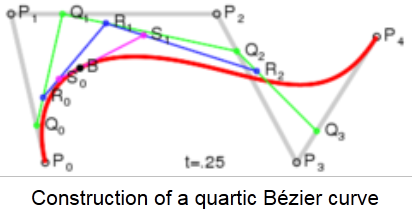 P1 Q1 R1 S1 P2
Q2 R2 P4
B
S0
R0
Q0 Q3
P0 t=.25 P3
Construction of a quartic Bézier curve